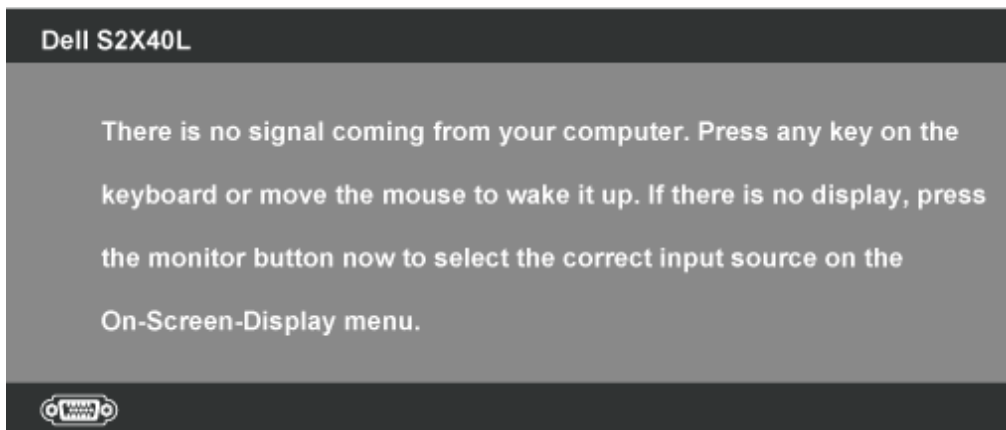 Dell S2X40L
There is no signal coming from your computer. Press any key on the
keyboard or move the mouse to wake it up. If there is no display, press
the monitor button now to select the correct input source on the
On-Screen-Display menu.